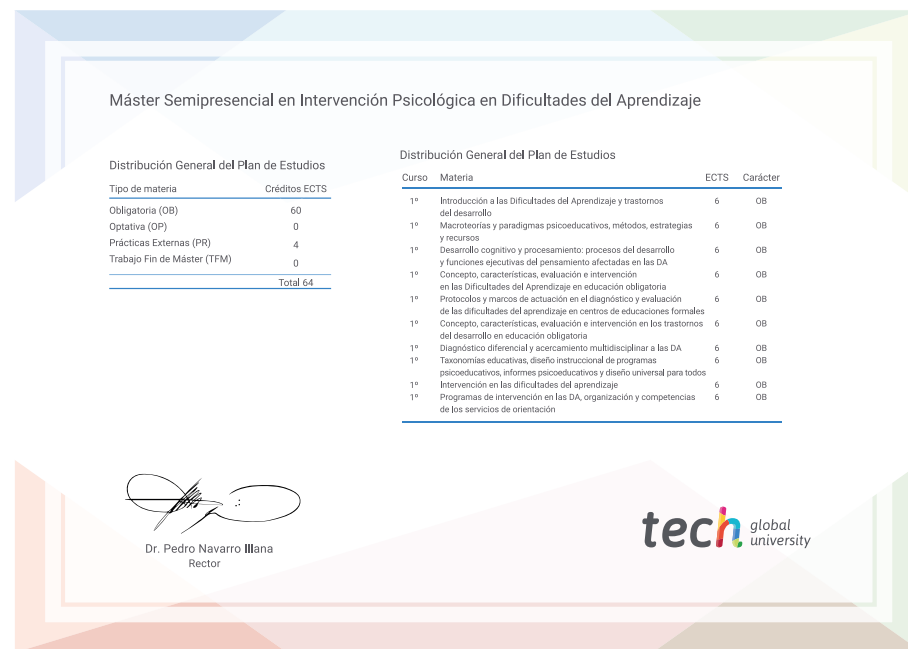 Máster Semipresencial en Intervención Psicológica en Dificultades del Aprendizaje
Distribución General del Plan de Estudios
Tipo de materia Créditos ECTS
Obligatoria (OB) 60
Optativa (OP) 0
Prácticas Externas (PR) 4
Trabajo Fin de Máster (TFM) 0
Total 64
Distribución General del Plan de Estudios
Curso Materia ECTS Carácter
1º Introducción a las Dificultades del Aprendizaje y trastornos 6 OB
del desarrollo
1º Macroteorías y paradigmas psicoeducativos, métodos, estrategias 6 OB
y recursos
1º Desarrollo cognitivo y procesamiento: procesos del desarrollo 6 OB
y funciones ejecutivas del pensamiento afectadas en las DA
1º Concepto, características, evaluación e intervención 6 OB
en las Dificultades del Aprendizaje en educación obligatoria
1º Protocolos y marcos de actuación en el diagnóstico y evaluación 6 OB
de las dificultades del aprendizaje en centros de educaciones formales
1º Concepto, características, evaluación e intervención en los trastornos 6 OB
del desarrollo en educación obligatoria
1º Diagnóstico diferencial y acercamiento multidisciplinar a las DA 6 OB
1º Taxonomías educativas, diseño instruccional de programas 6 OB
psicoeducativos, informes psicoeducativos y diseño universal para todos
1º Intervención en las dificultades del aprendizaje 6 OB
1º Programas de intervención en las DA, organización y competencias 6 OB
de los servicios de orientación
Dr. Pedro Navarro Illana
Rector
tech global
university